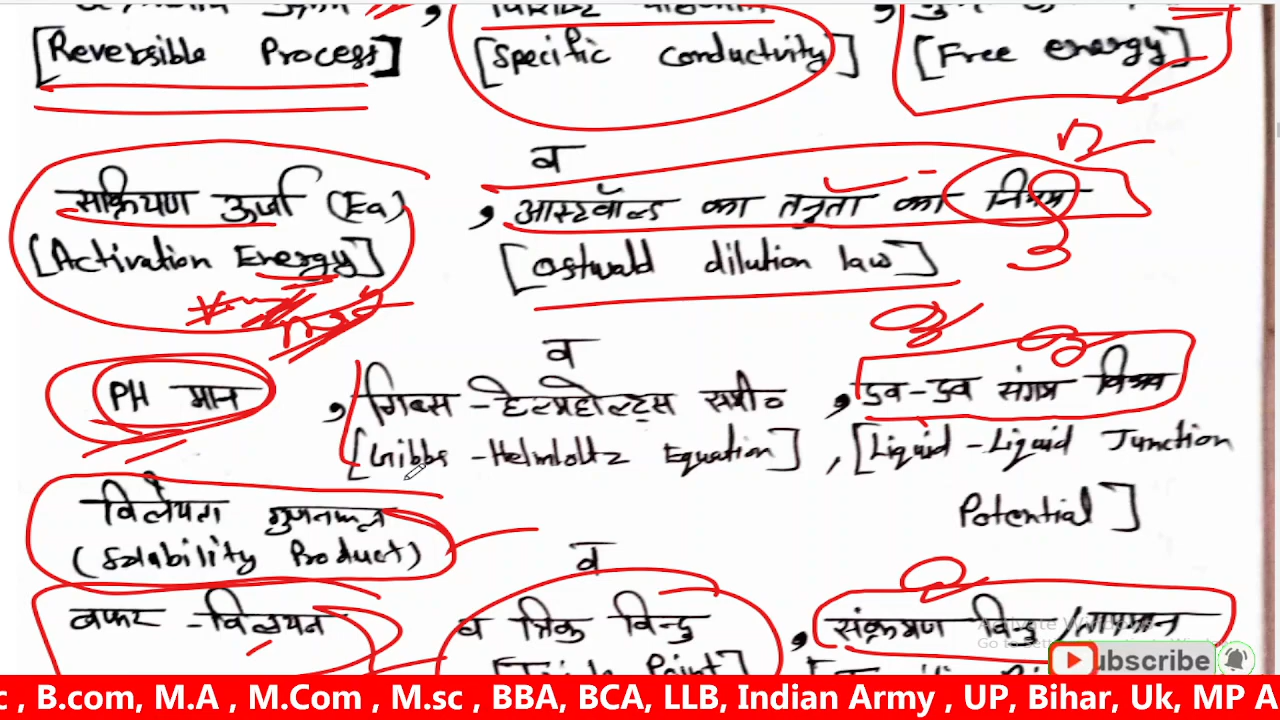 [Reversible Process] [Specific Conductivity] [Free energy]
व
सक्रियण ऊर्जा (Ea) , आस्टवॉल्ड का तनुता का नियम
[Activation Energy] [Ostwald dilution law]
व
PH मान , गिब्स - हेल्महोल्ट्स समी० , द्रव - द्रव संगम विभव
[Gibbs - Helmholtz Equation] , [Liquid - Liquid Junction
Potential]
विलेयता गुणनफल
(Solability Product)
व
बफर - विलयन व त्रिक बिन्दु , संक्रमण बिन्दु / तापमान
Point]
Subscribe
c , B.com, M.A , M.Com , M.sc , BBA, BCA, LLB, Indian Army , UP, Bihar, Uk, MP A